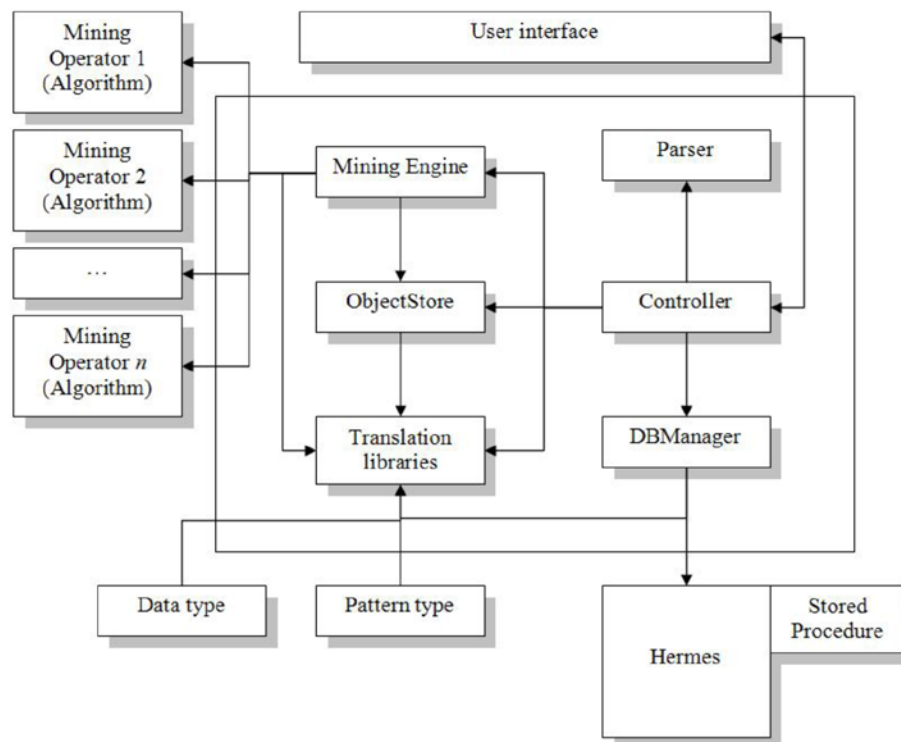 Mining
Operator 1
(Algorithm)
User interface
Mining
Operator 2
(Algorithm)
Mining Engine
Parser
...
ObjectStore
Controller
Mining
Operator n
(Algorithm)
Translation
libraries
DBManager
Data type
Pattern type
Hermes
Stored
Procedure